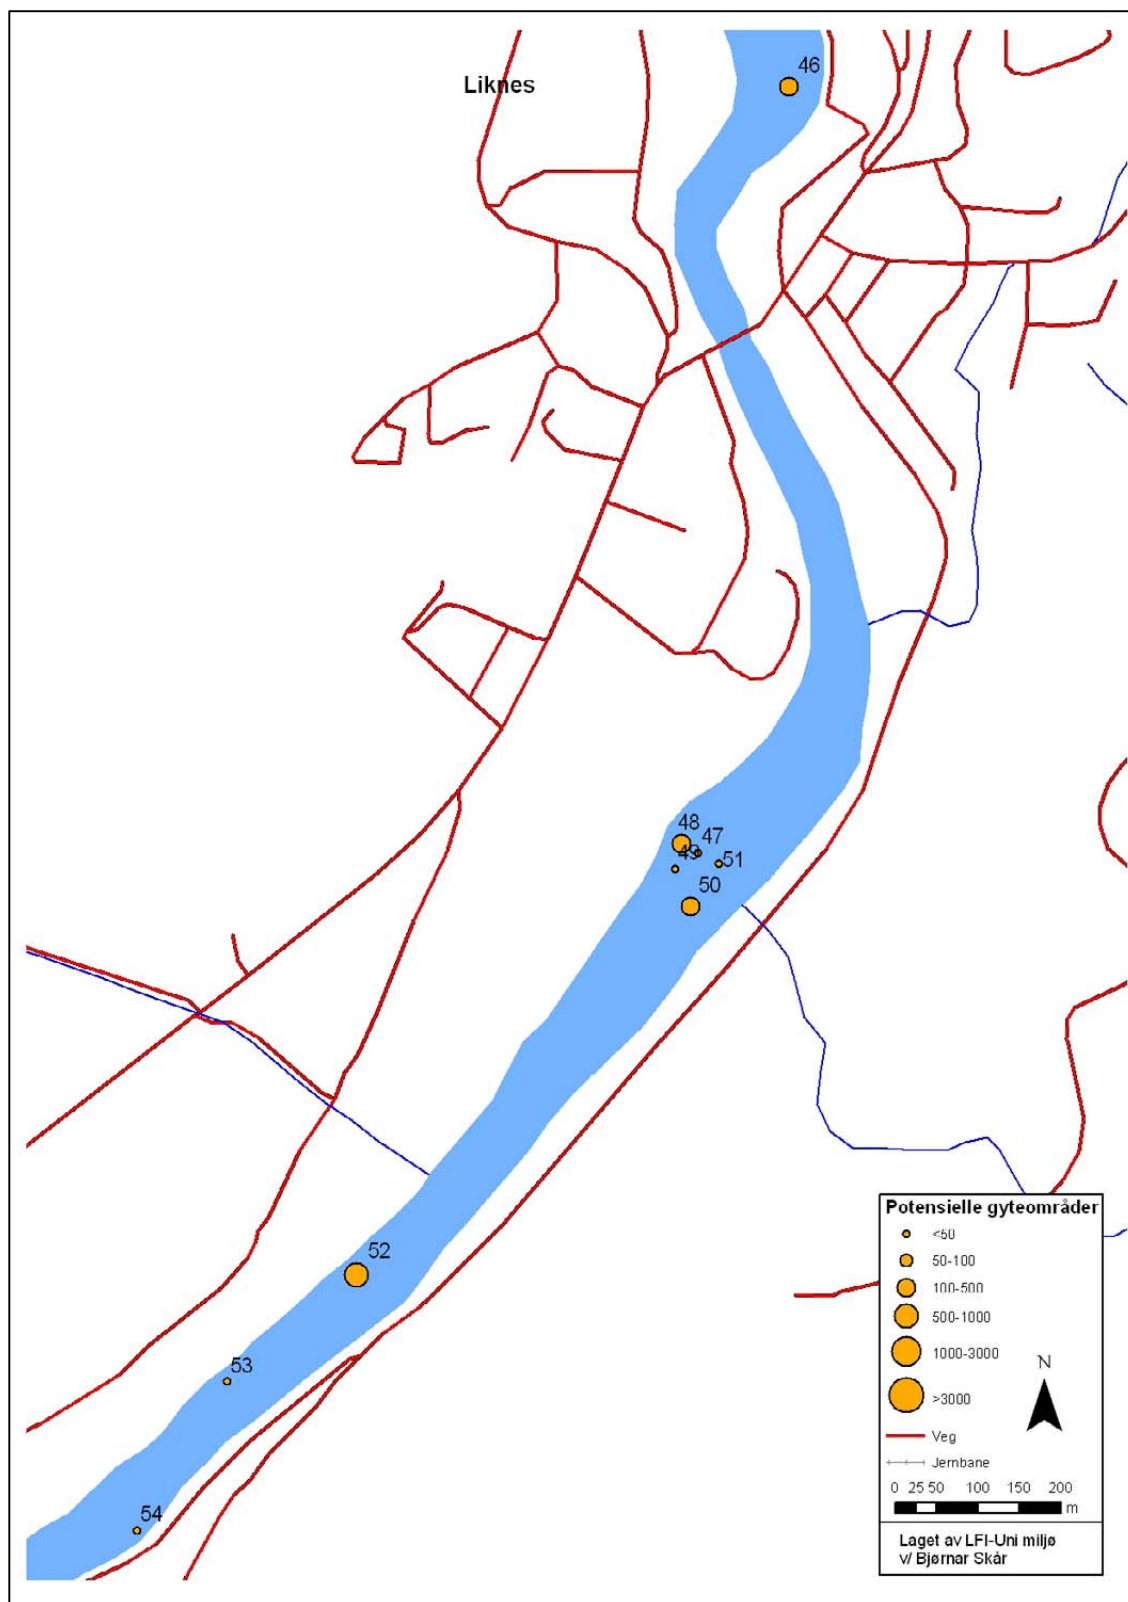 46
Liknes
48
47
49
51
50
52
53
54
Potensielle gyteområder
<50
50-100
100-500
500-1000
1000-3000
>3000
N
Veg
Jernbane
0 25 50 100 150 200
m
Laget av LFI-Uni miljø
v/ Bjørnar Skår